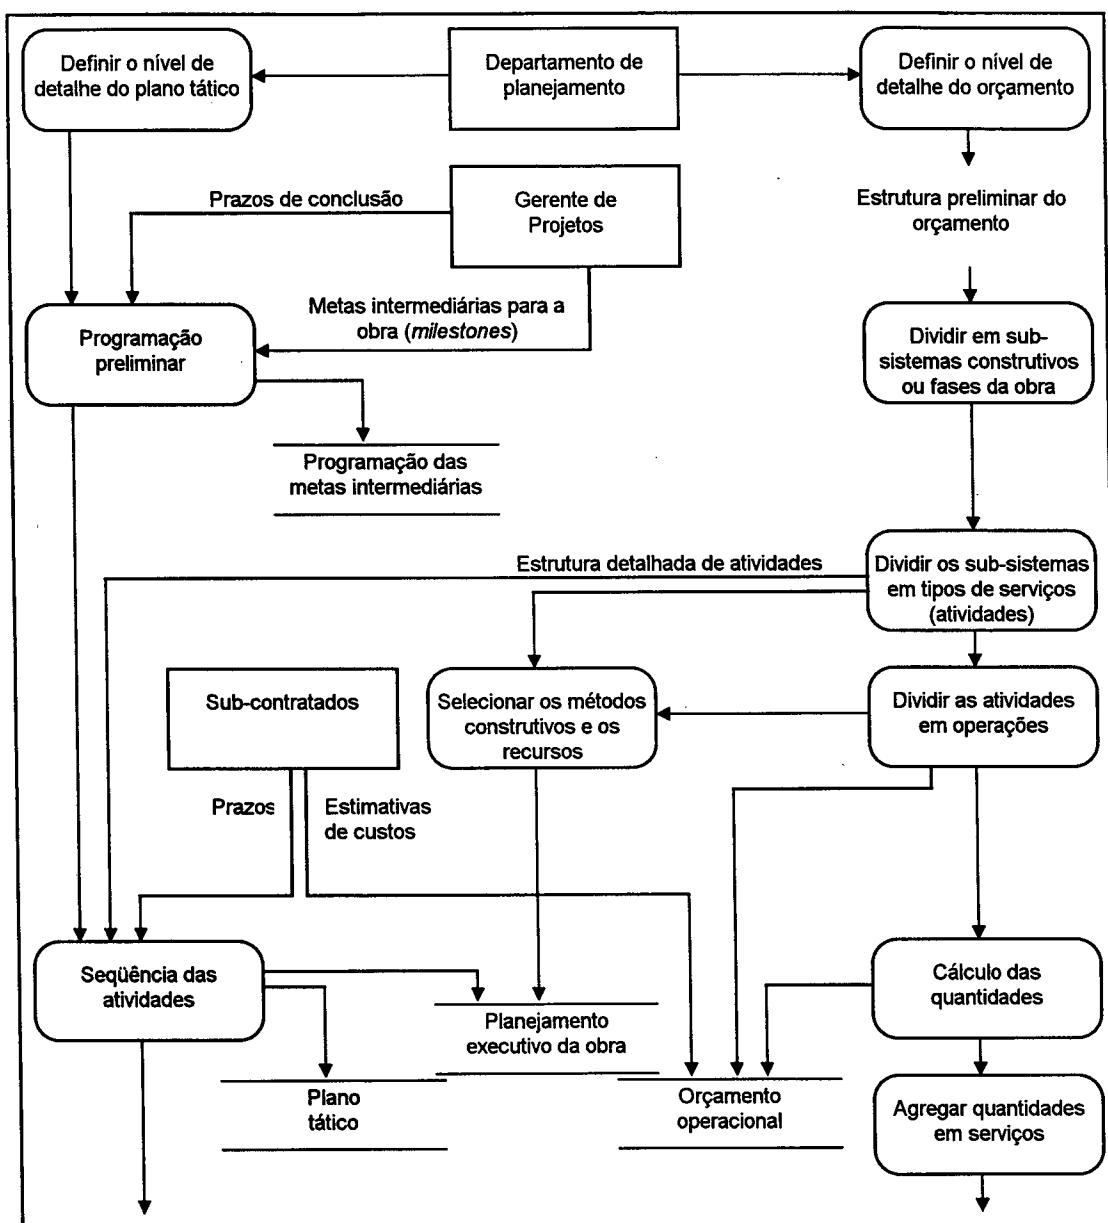 Definir o nível de
detalhe do plano tático
Departamento de
planejamento
Definir o nível de
detalhe do orçamento
Prazos de conclusão
Gerente de
Projetos
Estrutura preliminar do
orçamento
Metas intermediárias para a
obra (milestones)
Programação
preliminar
Dividir em sub-
sistemas construtivos
ou fases da obra
Programação das
metas intermediárias
Estrutura detalhada de atividades
Dividir os sub-sistemas
em tipos de serviços
(atividades)
Sub-contratados
Selecionar os métodos
construtivos e os
recursos
Dividir as atividades
em operações
Prazos
Estimativas
de custos
Seqüência das
atividades
Cálculo das
quantidades
Planejamento
executivo da obra
Plano
tático
Orçamento
operacional
Agregar quantidades
em serviços